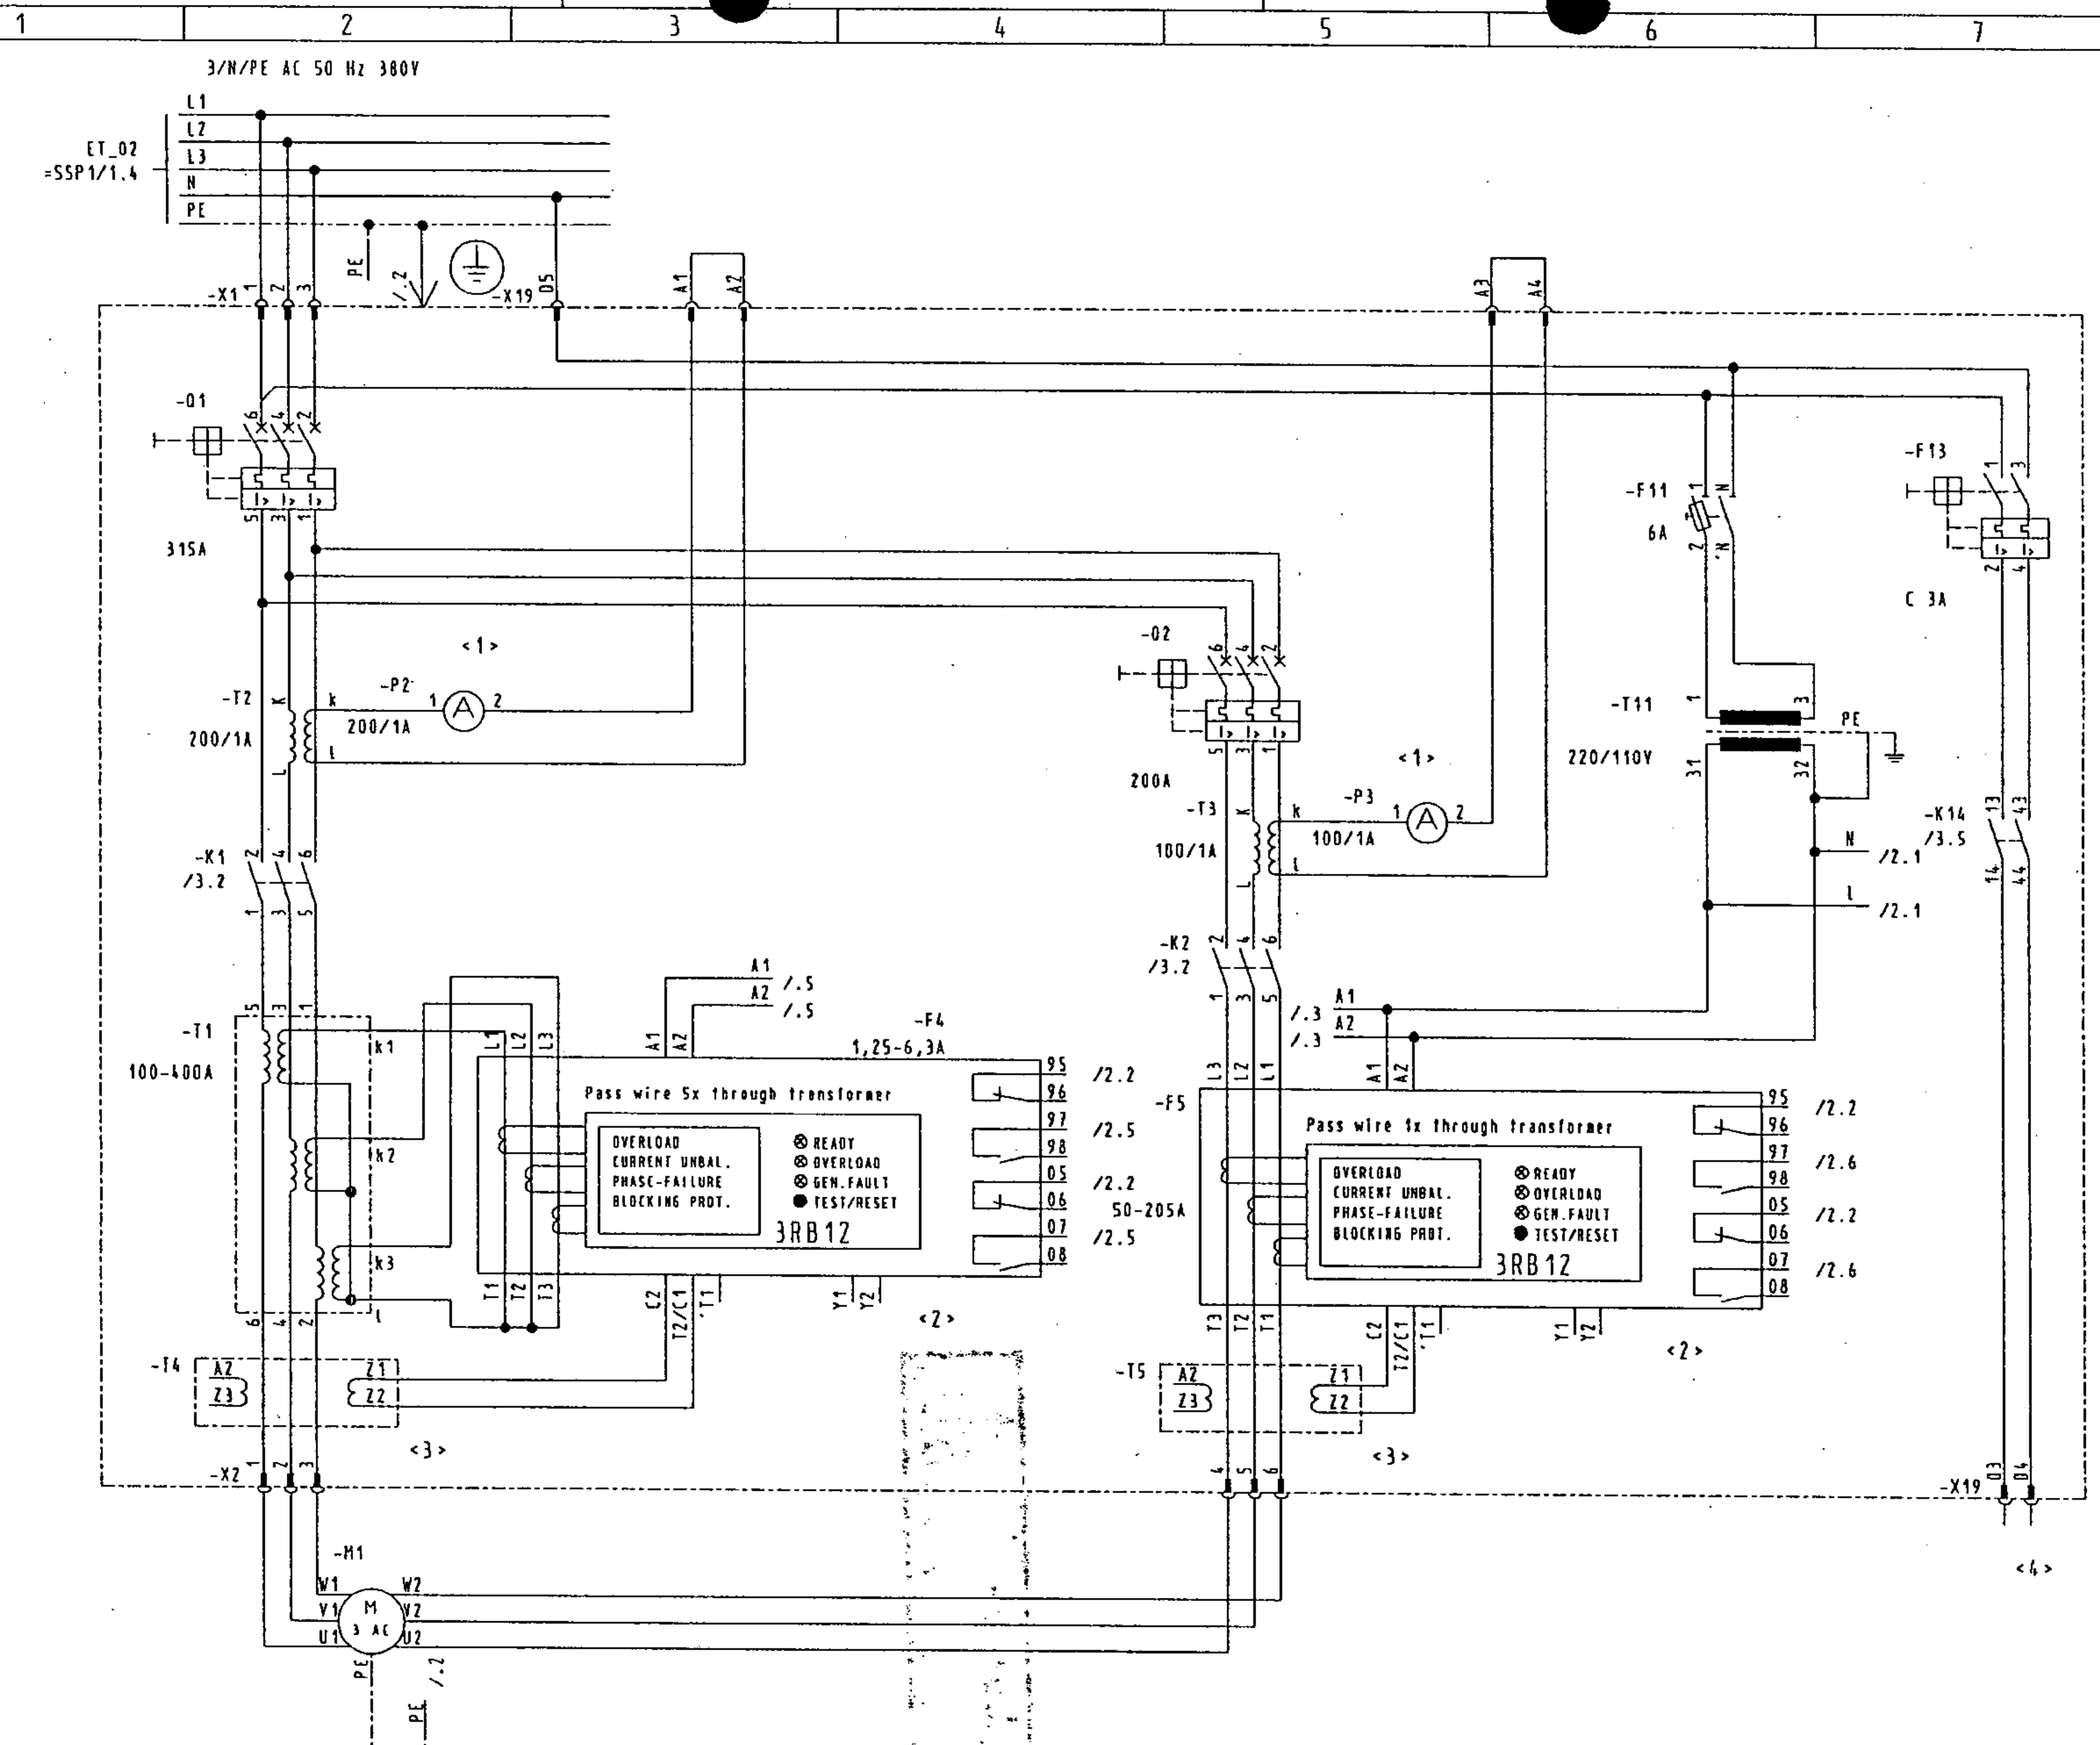 1 2 3 4 5 6 7
3/N/PE AC 50 Hz 380V
L1
L2
L3
N
PE
ET_02
=SSP1/1.4
PE
/.2
-X1 1 2 3
-X19 D5
A1 A2
A3 A4
-Q1
6 4 2
I> I> I>
5 3 1
315A
-F13
1 3
I> I>
2 4
C 3A
-F11
6A
1 N
2 N
<1>
-T2
200/1A
K
L
k
l
-P2
200/1A
1 A 2
-Q2
6 4 2
I> I> I>
5 3 1
200A
<1>
-T3
100/1A
K
L
k
l
-P3
100/1A
1 A 2
-T11
220/110V
1 3
PE
31 32
N /2.1
L /2.1
-K14
/3.5
13 43
14 44
-K1
/3.2
2 4 6
1 3 5
-K2
/3.2
2 4 6
1 3 5
A1 /.5
A2 /.5
/.3 A1
/.3 A2
-T1
100-400A
5 3 1
k1
k2
k3
l
6 4 2
L1 L2 L3
A1 A2
-F4
1,25-6,3A
Pass wire 5x through transformer
OVERLOAD
CURRENT UNBAL.
PHASE-FAILURE
BLOCKING PROT.
READY
OVERLOAD
GEN.FAULT
TEST/RESET
3RB12
95
96
/2.2
97
98
/2.5
05
06
/2.2
07
08
/2.5
T1 T2 T3
C2 T2/C1 T1
Y1 Y2
<2>
L3 L2 L1
A1 A2
-F5
50-205A
Pass wire 1x through transformer
OVERLOAD
CURRENT UNBAL.
PHASE-FAILURE
BLOCKING PROT.
READY
OVERLOAD
GEN.FAULT
TEST/RESET
3RB12
95
96
/2.2
97
98
/2.6
05
06
/2.2
07
08
/2.6
T3 T2 T1
C2 T2/C1 T1
Y1 Y2
<2>
-T4
A2
Z3
Z1
Z2
<3>
-T5
A2
Z3
Z1
Z2
<3>
-X2 1 2 3
4 5 6
-X19 D3 D4
<4>
-M1
W1 W2
V1 V2
U1 U2
M
3 AC
PE
/.2
PE